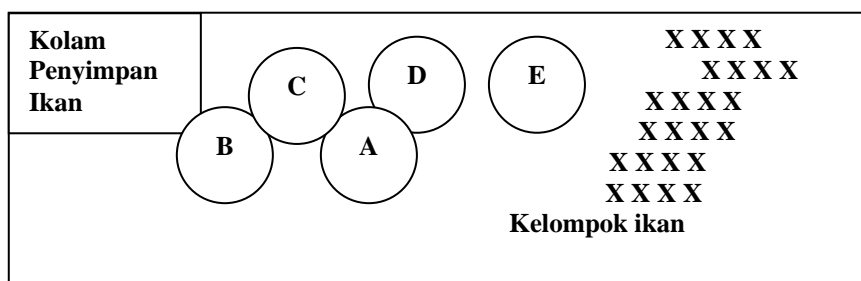 Kolam
Penyimpan
Ikan
C
D
E
B
A
X X X X
X X X X
X X X X
X X X X
X X X X
X X X X
Kelompok ikan